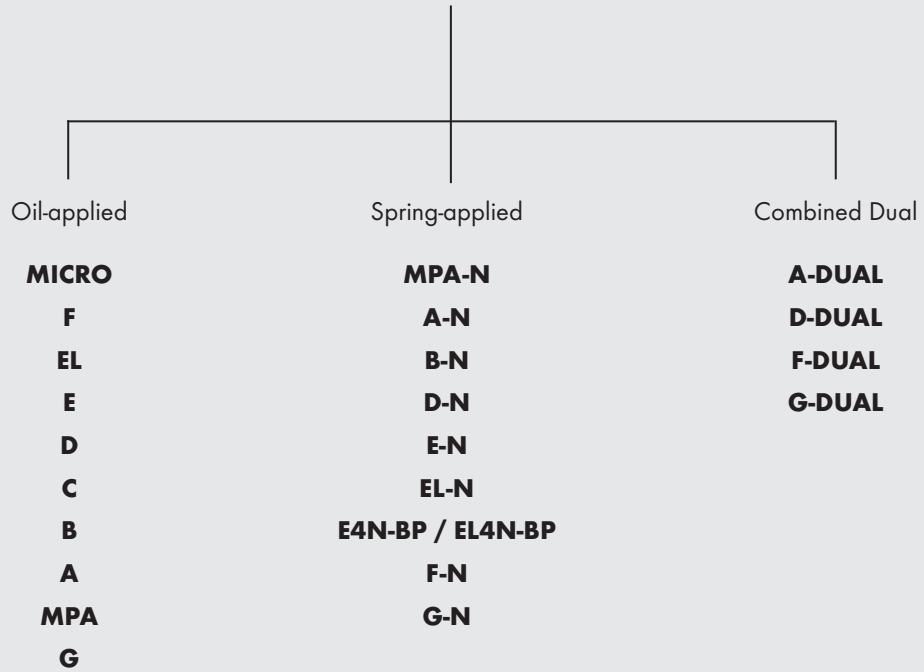 Oil-applied
MICRO
F
EL
E
D
C
B
A
MPA
G
Spring-applied
MPA-N
A-N
B-N
D-N
E-N
EL-N
E4N-BP / EL4N-BP
F-N
G-N
Combined Dual
A-DUAL
D-DUAL
F-DUAL
G-DUAL